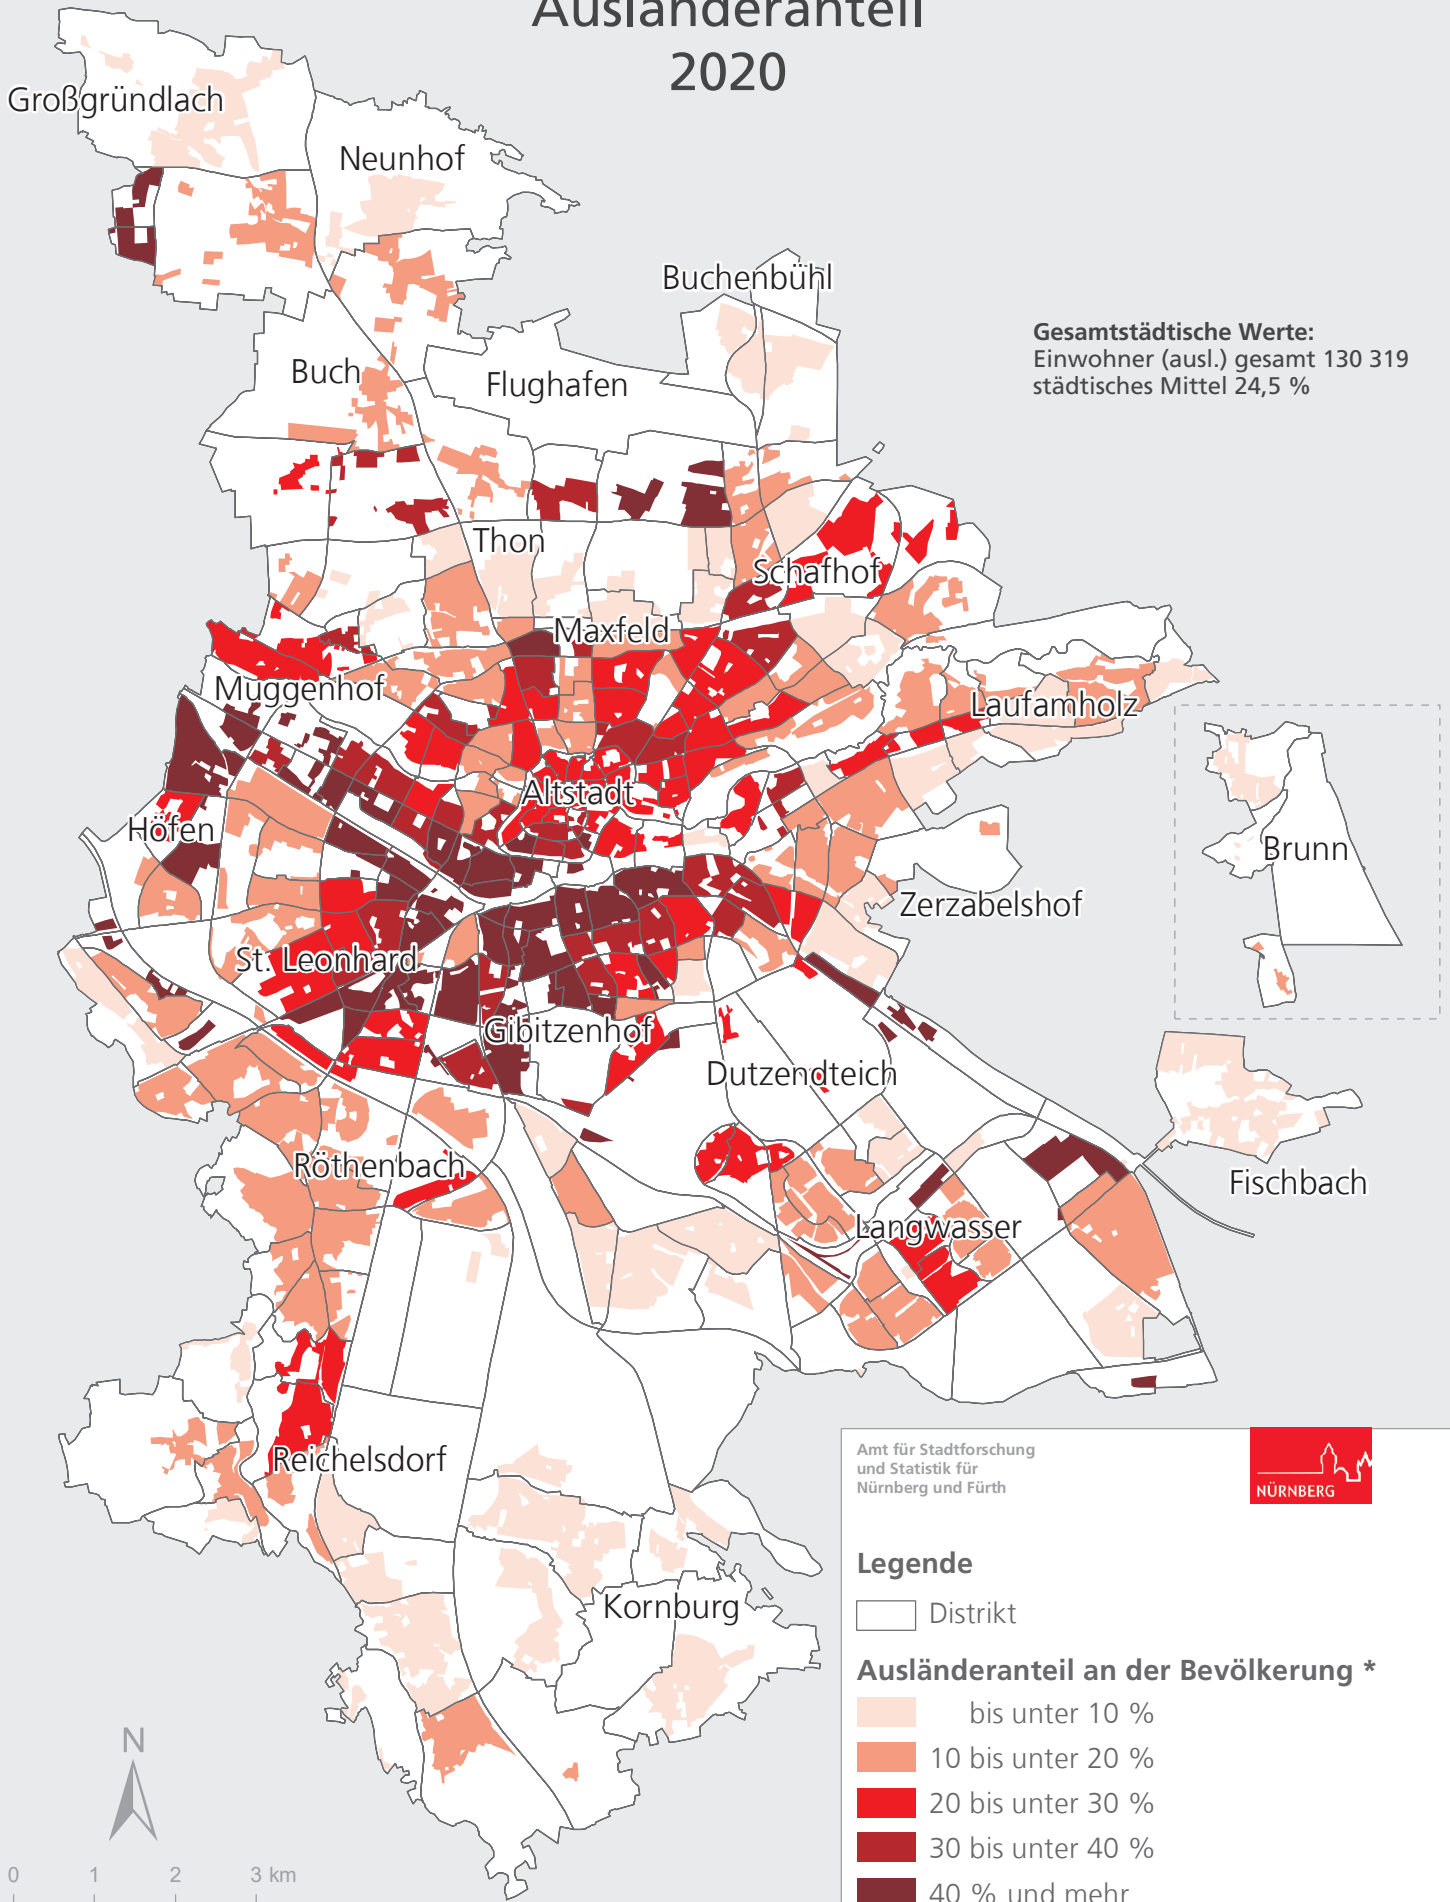 Ausländeranteil
2020
Großgründlach
Neunhof
Buchenbühl
Gesamtstädtische Werte:
Einwohner (ausl.) gesamt 130 319
städtisches Mittel 24,5 %
Buch
Flughafen
Thon
Schafhof
Maxfeld
Muggenhof
Laufamholz
Altstadt
Höfen
Brunn
Zerzabelshof
St. Leonhard
Gibitzenhof
Dutzendteich
Röthenbach
Fischbach
Langwasser
Reichelsdorf
Kornburg
Amt für Stadtforschung
und Statistik für
Nürnberg und Fürth
NÜRNBERG
Legende
Distrikt
Ausländeranteil an der Bevölkerung *
bis unter 10 %
10 bis unter 20 %
20 bis unter 30 %
30 bis unter 40 %
40 % und mehr
N
0 1 2 3 km